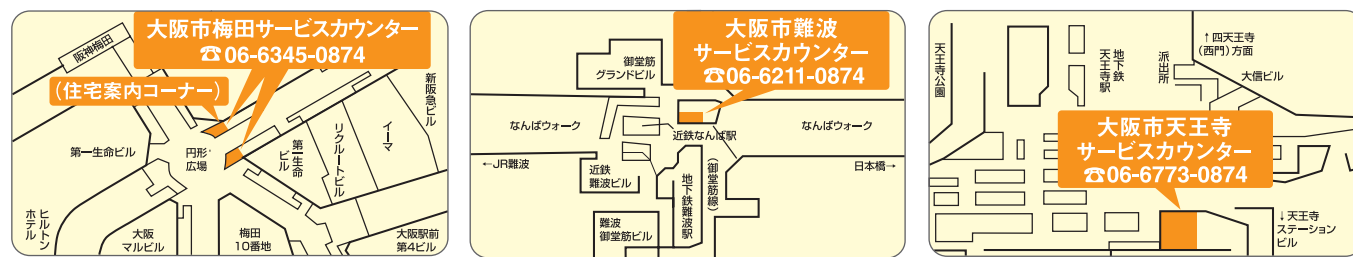 大阪市梅田サービスカウンター
☎06-6345-0874
(住宅案内コーナー)
阪神梅田
新阪急ビル
イーマ
リクルートビル
第一生命
ビル
第一生命ビル
円形
広場
ヒルトン
ホテル
大阪
マルビル
梅田
10番地
大阪駅前
第4ビル
大阪市難波
サービスカウンター
☎06-6211-0874
御堂筋
グランドビル
なんばウォーク
近鉄なんば駅
なんばウォーク
←JR難波
日本橋→
近鉄
難波ビル
地下鉄難波駅
(御堂筋線)
難波
御堂筋ビル
天王寺公園
地下鉄
天王寺駅
派出所
↑四天王寺
(西門)方面
大信ビル
大阪市天王寺
サービスカウンター
☎06-6773-0874
↓天王寺
ステーション
ビル